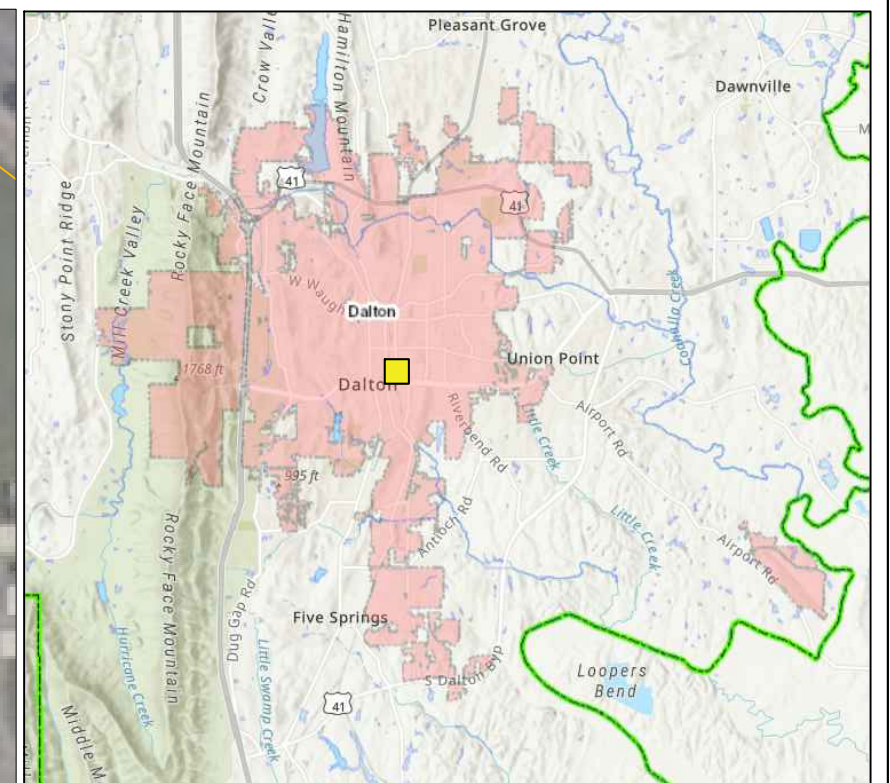 Pleasant Grove
Crow Valle
Hamilton Mountain
Dawnville
41
41
Rocky Face Mountain
Stony Point Ridge
Mill Creek Valley
W Waugh
Dalton
Coahulla Creek
Union Point
1768 ft
Dalton
Airport Rd
Riverbend Rd
Little Creek
995 ft
Little Creek
Antioch Rd
Airport Rd
Rocky Face Mountain
Dug Gap Rd
Five Springs
Hurricane Creek
Little Swamp Creek
S Dalton Byp
Loopers
Bend
41
Middle M